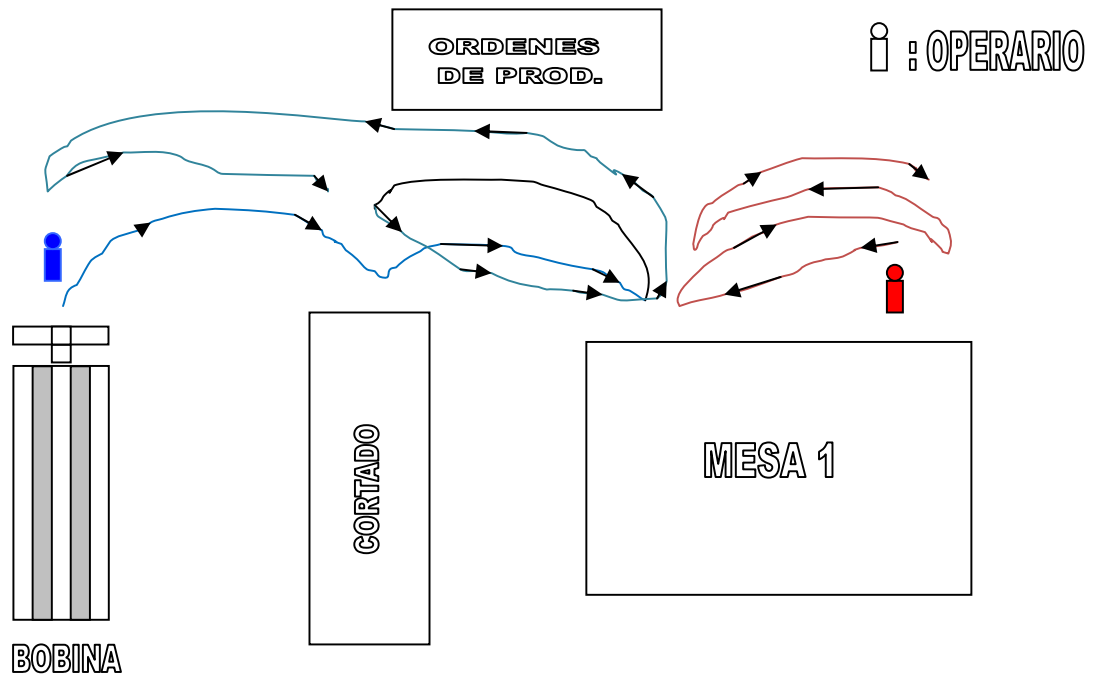 ORDENES
DE PROD.
: OPERARIO
CORTADO
MESA 1
BOBINA